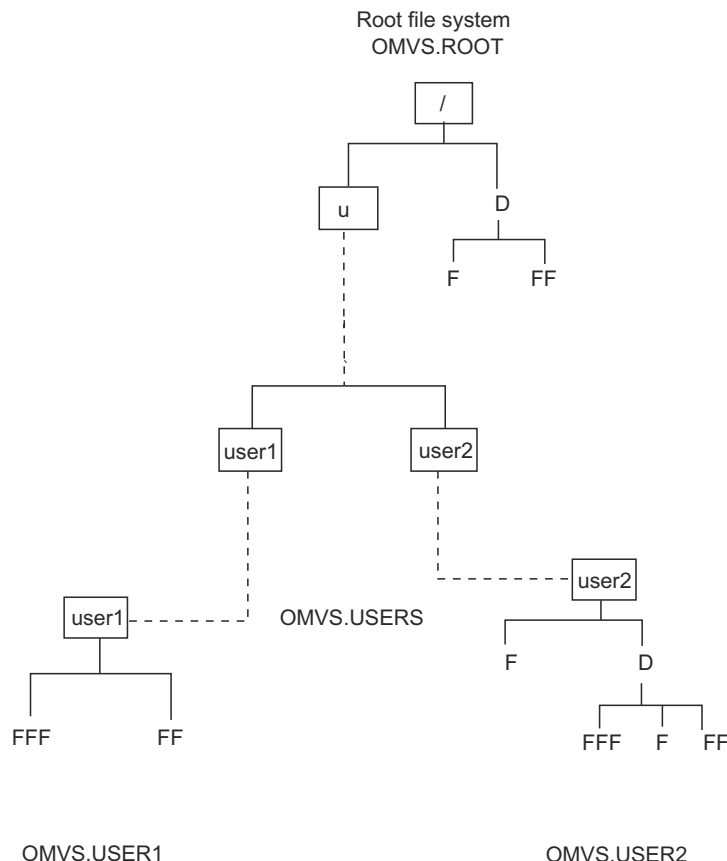 Root file system
OMVS.ROOT
/
u
D
F FF
user1 user2
user2
user1
OMVS.USERS
F D
FFF FF
FFF F FF
OMVS.USER1 OMVS.USER2